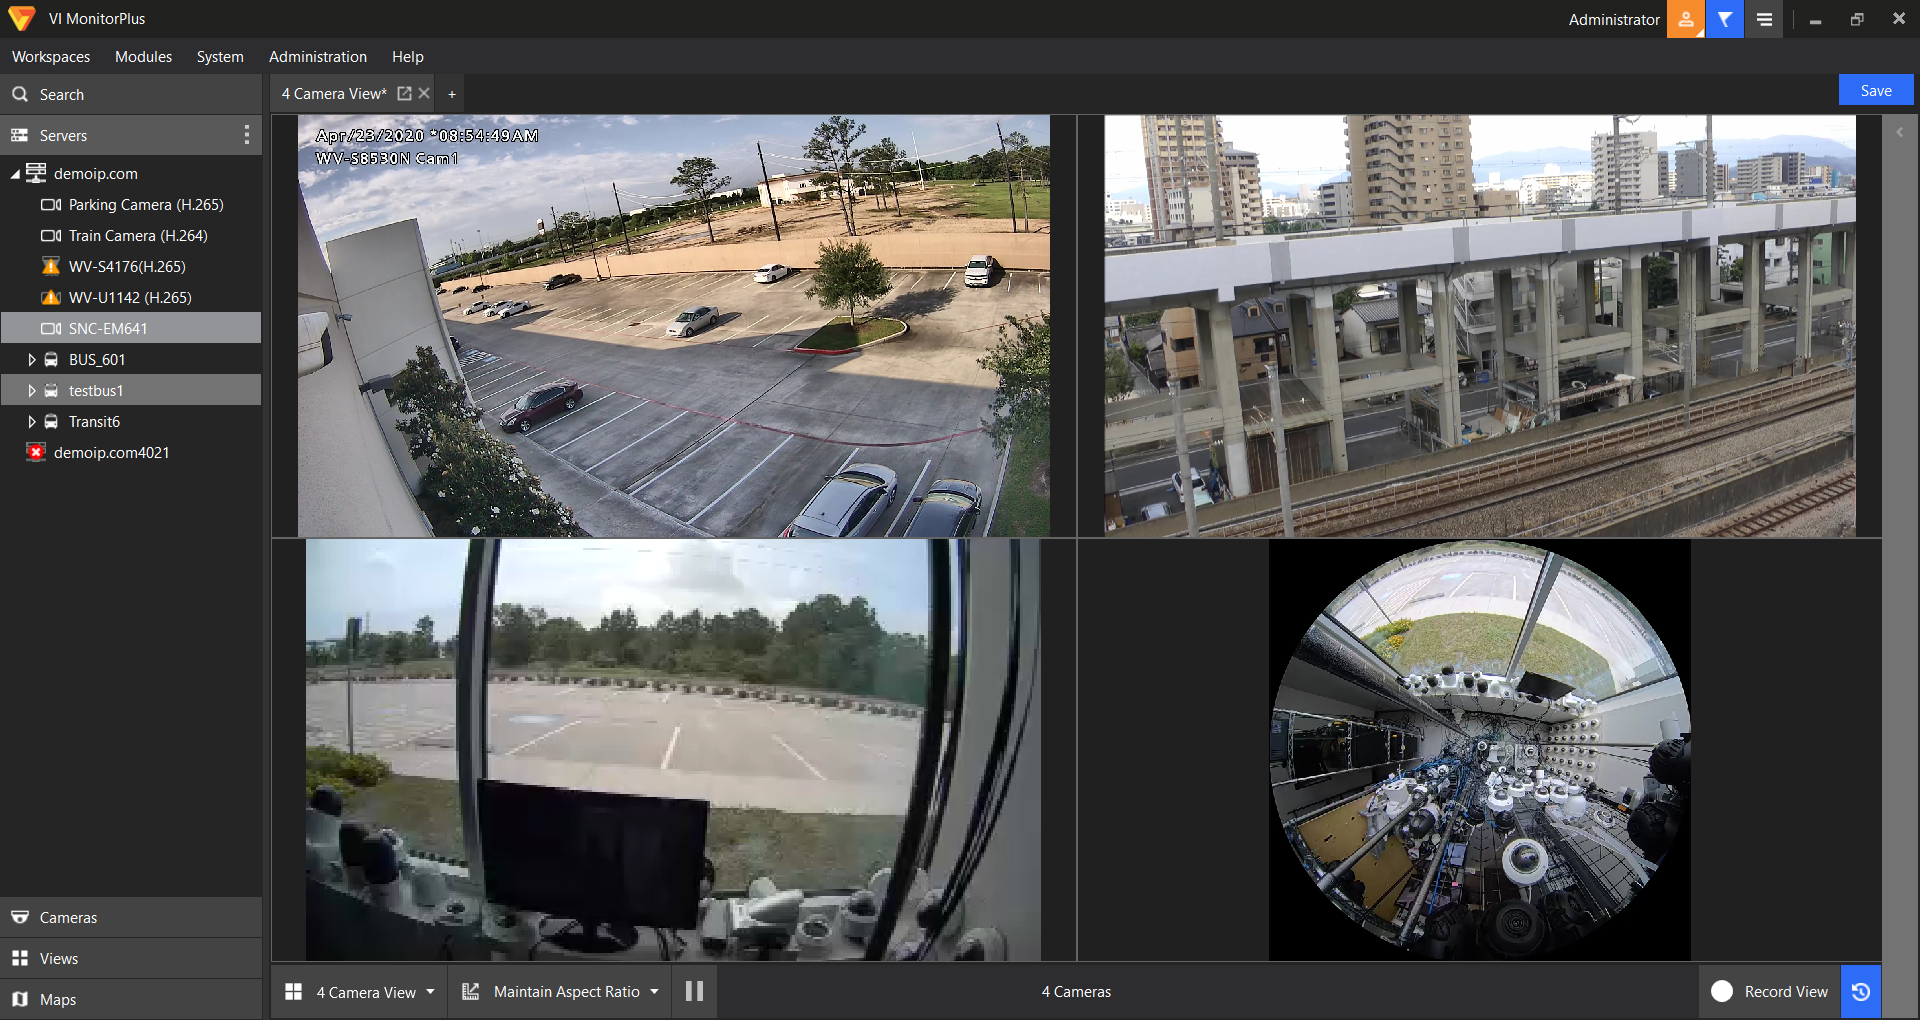 VI MonitorPlus
Administrator
Workspaces Modules System Administration Help
Search
4 Camera View*
+
Save
Servers
demoip.com
Parking Camera (H.265)
Train Camera (H.264)
WV-S4176(H.265)
WV-U1142 (H.265)
SNC-EM641
BUS_601
testbus1
Transit6
demoip.com4021
Apr/23/2020 *08:54:49AM
WV-S8530N Cam1
Cameras
Views
Maps
4 Camera View
Maintain Aspect Ratio
4 Cameras
Record View